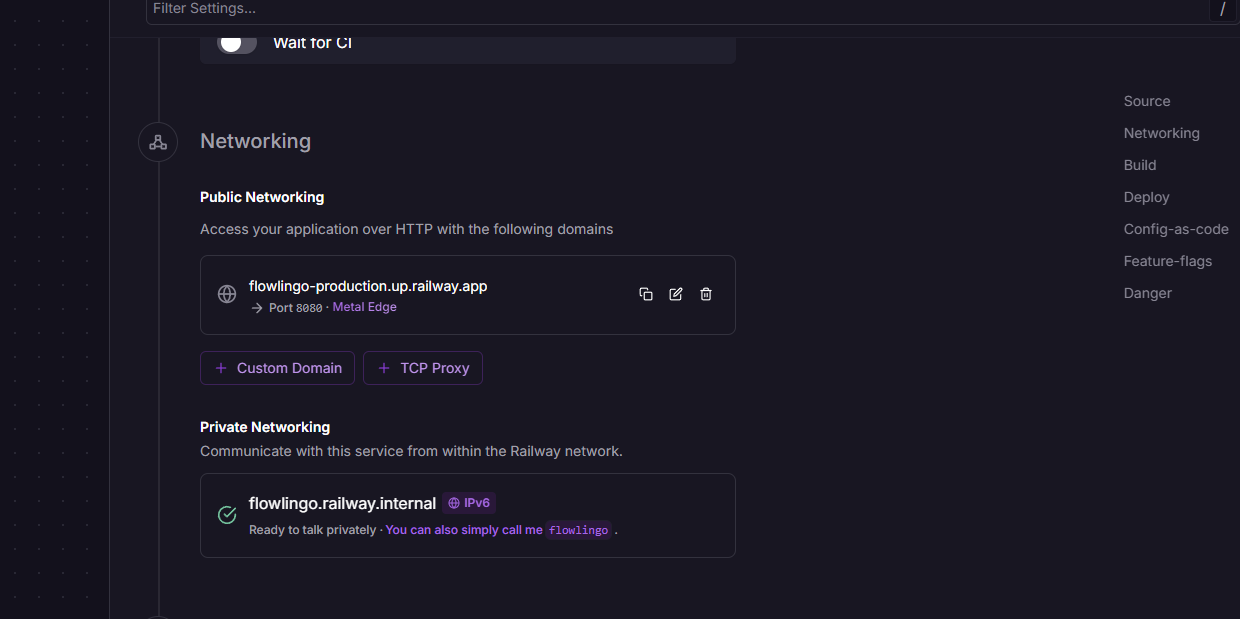 Filter Settings...
/
Wait for CI
Networking
Public Networking
Access your application over HTTP with the following domains
flowlingo-production.up.railway.app
→ Port 8080 · Metal Edge
+ Custom Domain
+ TCP Proxy
Private Networking
Communicate with this service from within the Railway network.
flowlingo.railway.internal IPv6
Ready to talk privately · You can also simply call me flowlingo .
Source
Networking
Build
Deploy
Config-as-code
Feature-flags
Danger